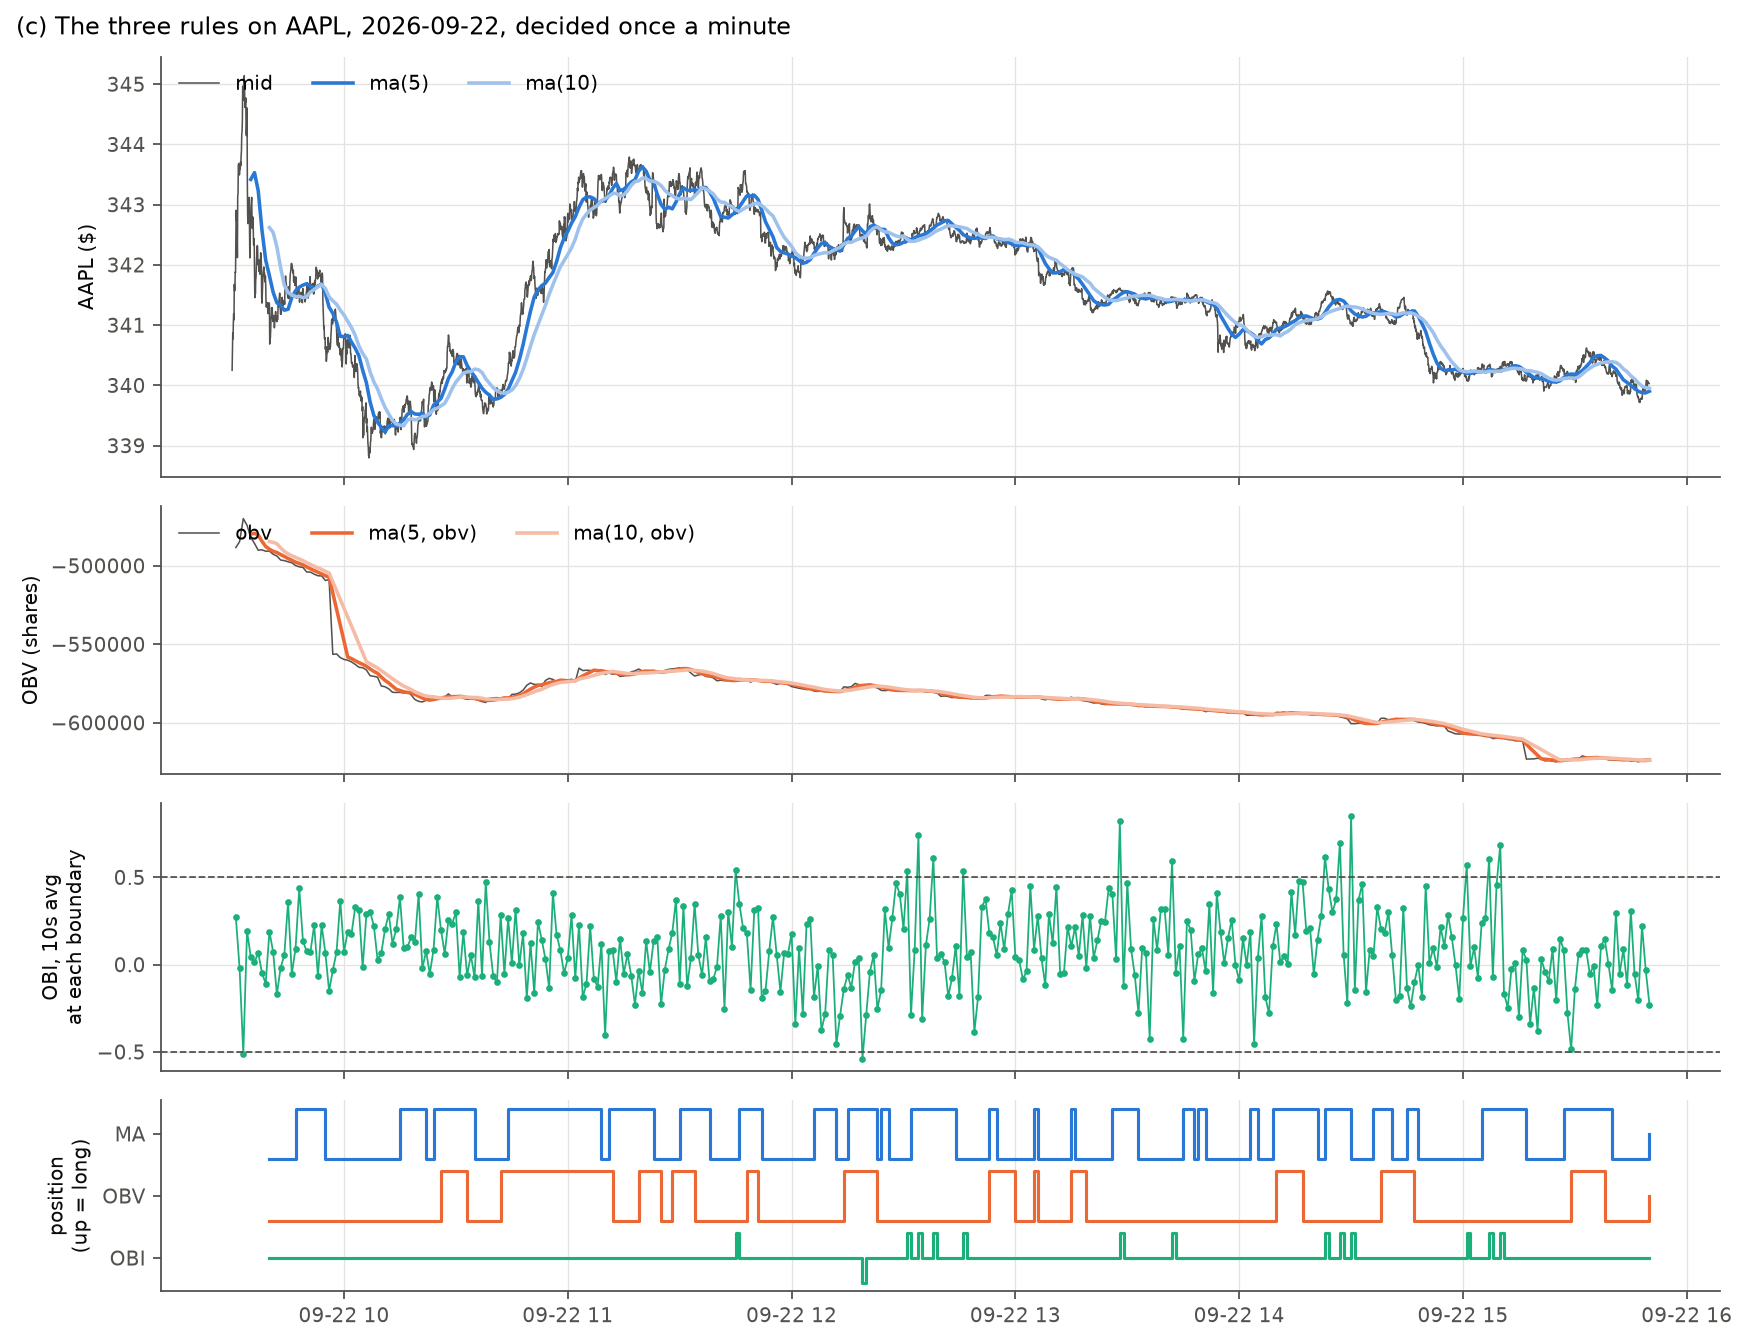 (c) The three rules on AAPL, 2026-09-22, decided once a minute
mid ma(5) ma(10)
345
344
343
342
341
340
339
AAPL ($)
obv ma(5, obv) ma(10, obv)
−500000
−550000
−600000
OBV (shares)
0.5
0.0
−0.5
OBI, 10s avg
at each boundary
MA
OBV
OBI
position
(up = long)
09-22 10 09-22 11 09-22 12 09-22 13 09-22 14 09-22 15 09-22 16